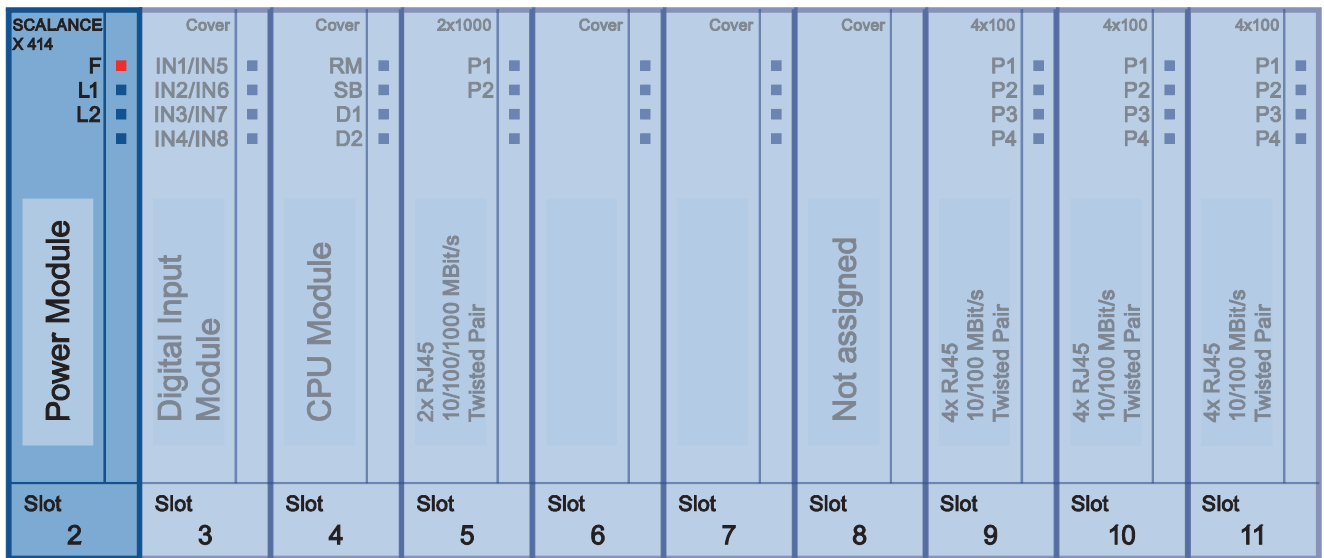 SCALANCE
X 414
F
L1
L2
Power Module
Slot
2
Cover
IN1/IN5
IN2/IN6
IN3/IN7
IN4/IN8
Digital Input
Module
Slot
3
Cover
RM
SB
D1
D2
CPU Module
Slot
4
2x1000
P1
P2
2x RJ45
10/100/1000 MBit/s
Twisted Pair
Slot
5
Cover
Slot
6
Cover
Slot
7
Cover
Not assigned
Slot
8
4x100
P1
P2
P3
P4
4x RJ45
10/100 MBit/s
Twisted Pair
Slot
9
4x100
P1
P2
P3
P4
4x RJ45
10/100 MBit/s
Twisted Pair
Slot
10
4x100
P1
P2
P3
P4
4x RJ45
10/100 MBit/s
Twisted Pair
Slot
11